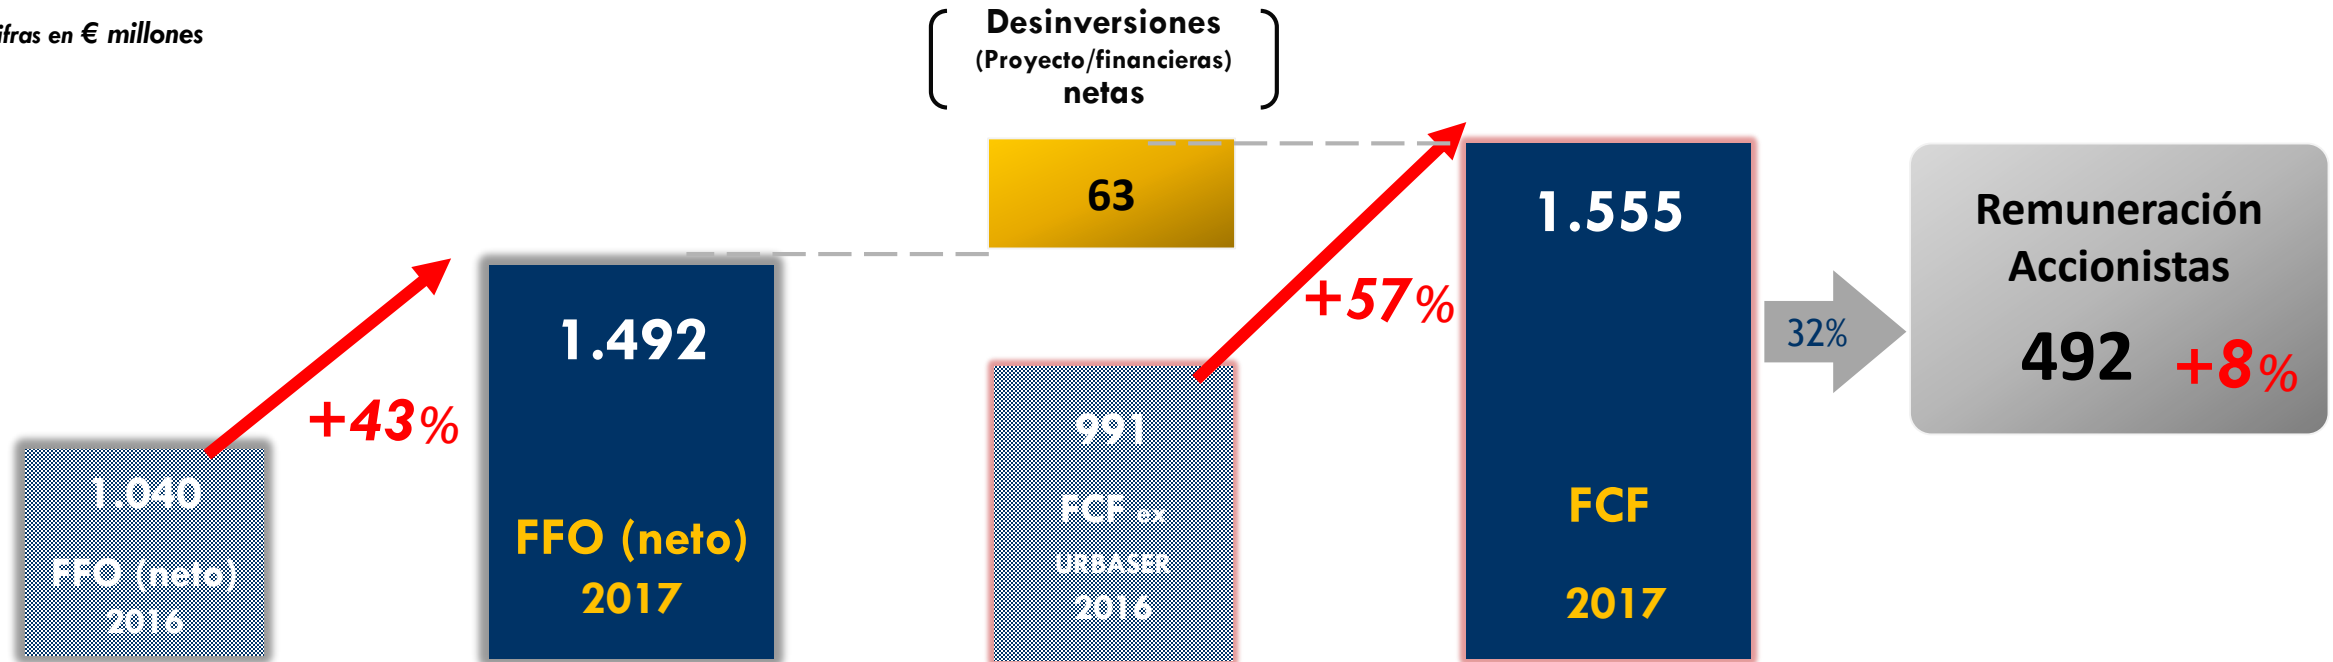 ifras en € millones
Desinversiones
(Proyecto/financieras)
netas
63
1.555
Remuneración
Accionistas
492 +8%
32%
+57%
1.492
+43%
991
FCF ex
URBASER
2016
FCF
2017
1.040
FFO (neto)
2016
FFO (neto)
2017